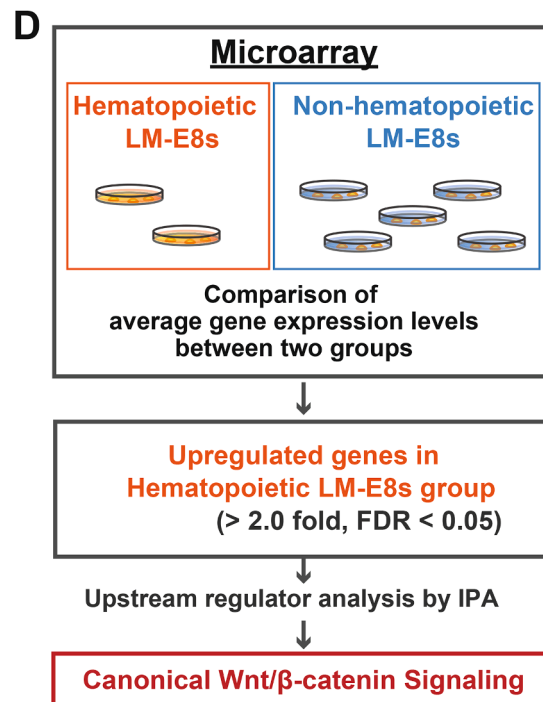 D
Microarray
Hematopoietic
LM-E8s
Non-hematopoietic
LM-E8s
Comparison of
average gene expression levels
between two groups
↓
Upregulated genes in
Hematopoietic LM-E8s group
(> 2.0 fold, FDR < 0.05)
↓
Upstream regulator analysis by IPA
↓
Canonical Wnt/β-catenin Signaling